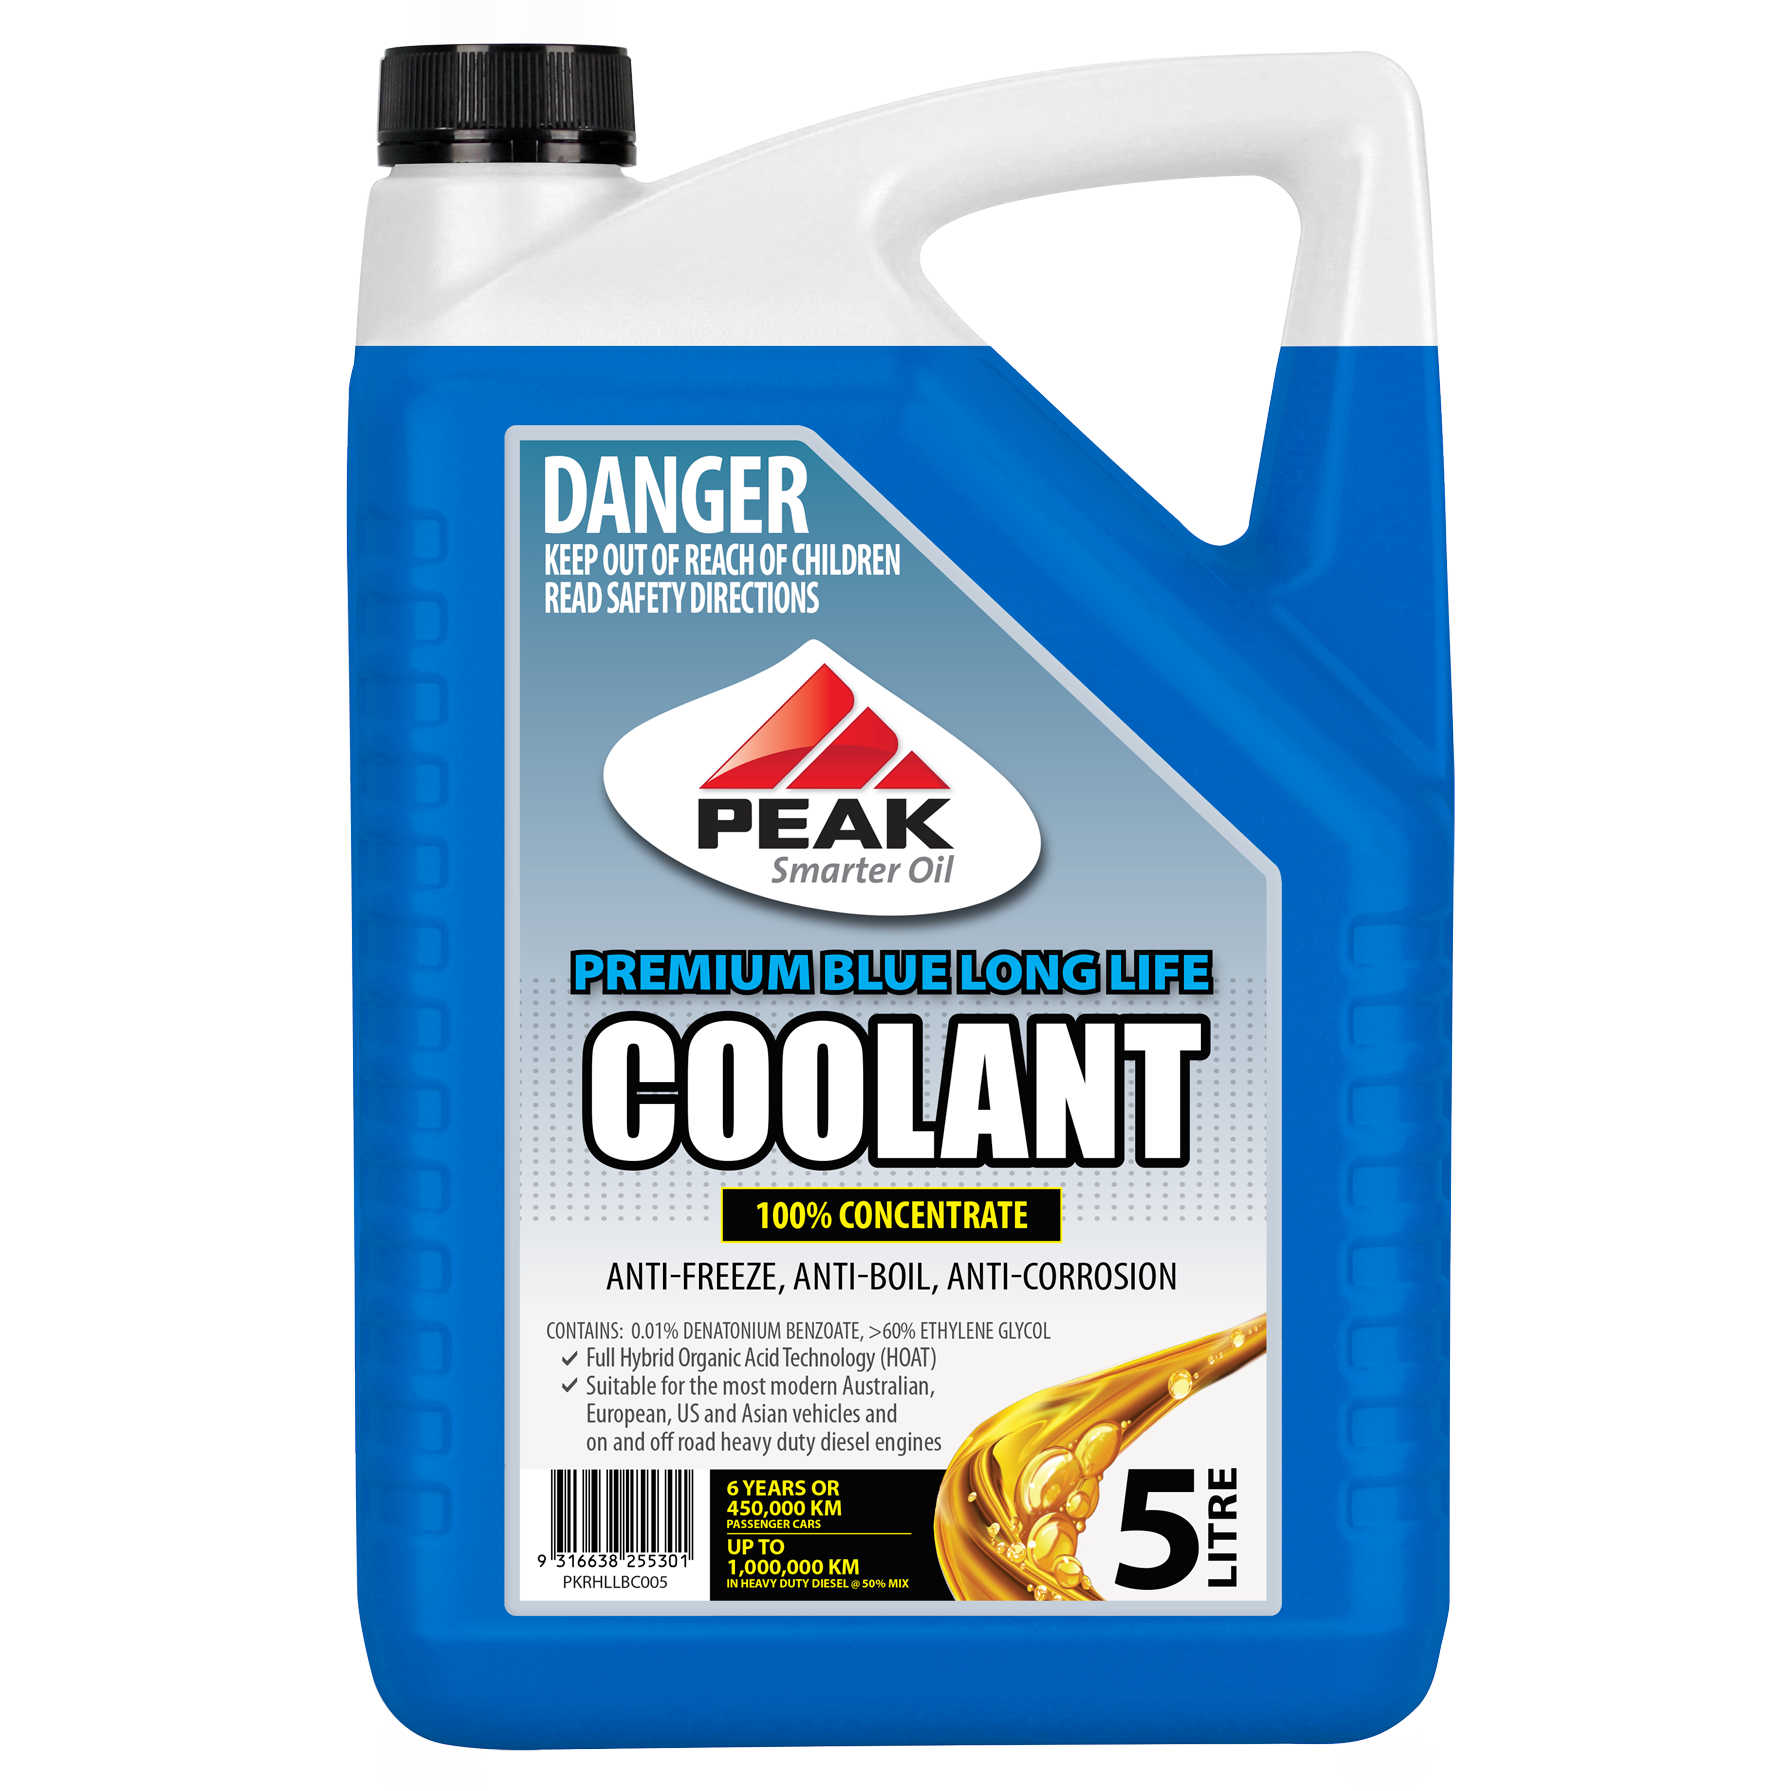 DANGER
KEEP OUT OF REACH OF CHILDREN
READ SAFETY DIRECTIONS
PEAK
Smarter Oil
PREMIUM BLUE LONG LIFE
COOLANT
100% CONCENTRATE
ANTI-FREEZE, ANTI-BOIL, ANTI-CORROSION
CONTAINS: 0.01% DENATONIUM BENZOATE, >60% ETHYLENE GLYCOL
✓ Full Hybrid Organic Acid Technology (HOAT)
✓ Suitable for the most modern Australian,
European, US and Asian vehicles and
on and off road heavy duty diesel engines
9 316638 255301
PKRHLLBC005
6 YEARS OR
450,000 KM
PASSENGER CARS
UP TO
1,000,000 KM
IN HEAVY DUTY DIESEL @ 50% MIX
5 LITRE